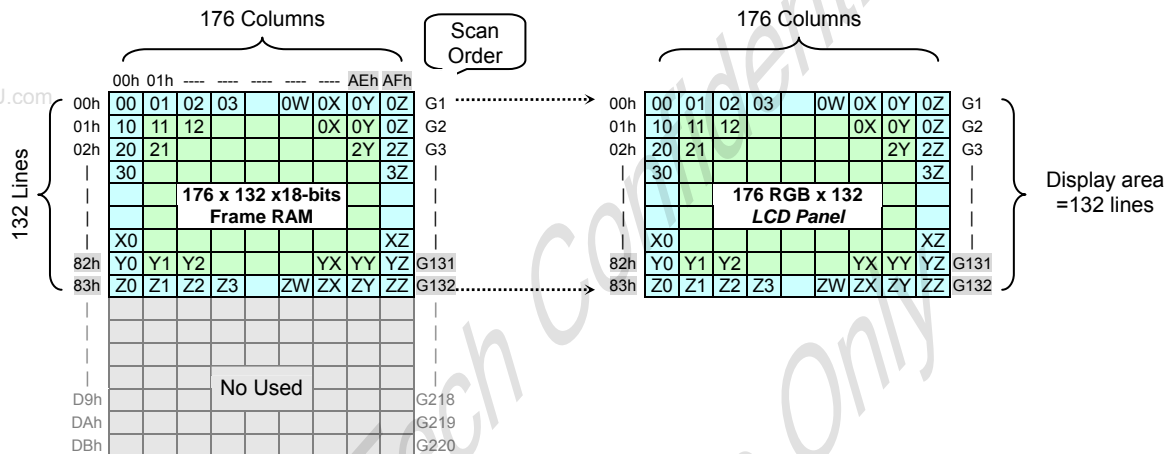 176 Columns
Scan
Order
176 Columns
00h 01h ---- ---- ---- ---- ---- AEh AFh
00h 00 01 02 03 0W 0X 0Y 0Z G1
01h 10 11 12 0X 0Y 0Z G2
02h 20 21 2Y 2Z G3
30 3Z
132 Lines
176 x 132 x18-bits
Frame RAM
X0 XZ
82h Y0 Y1 Y2 YX YY YZ G131
83h Z0 Z1 Z2 Z3 ZW ZX ZY ZZ G132
No Used
D9h G218
DAh G219
DBh G220
00h 00 01 02 03 0W 0X 0Y 0Z G1
01h 10 11 12 0X 0Y 0Z G2
02h 20 21 2Y 2Z G3
30 3Z
176 RGB x 132
LCD Panel
X0 XZ
82h Y0 Y1 Y2 YX YY YZ G131
83h Z0 Z1 Z2 Z3 ZW ZX ZY ZZ G132
Display area
=132 lines
Only